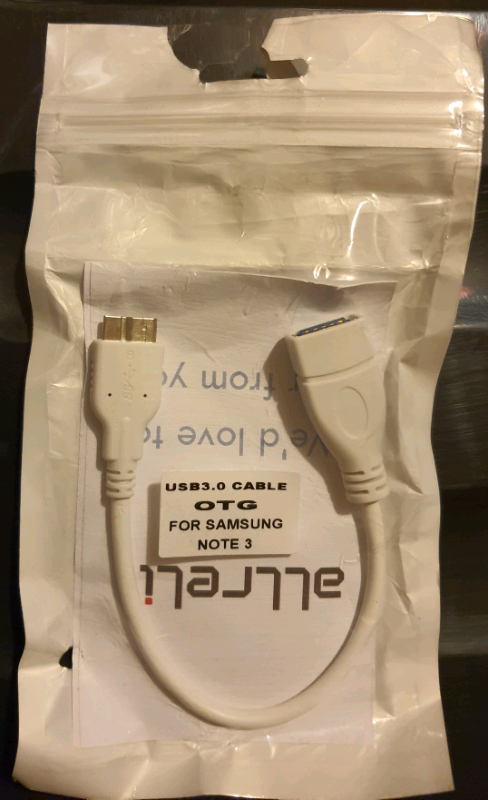 USB3.0 CABLE
OTG
FOR SAMSUNG
NOTE 3
allreli
We'd love to
r from yo